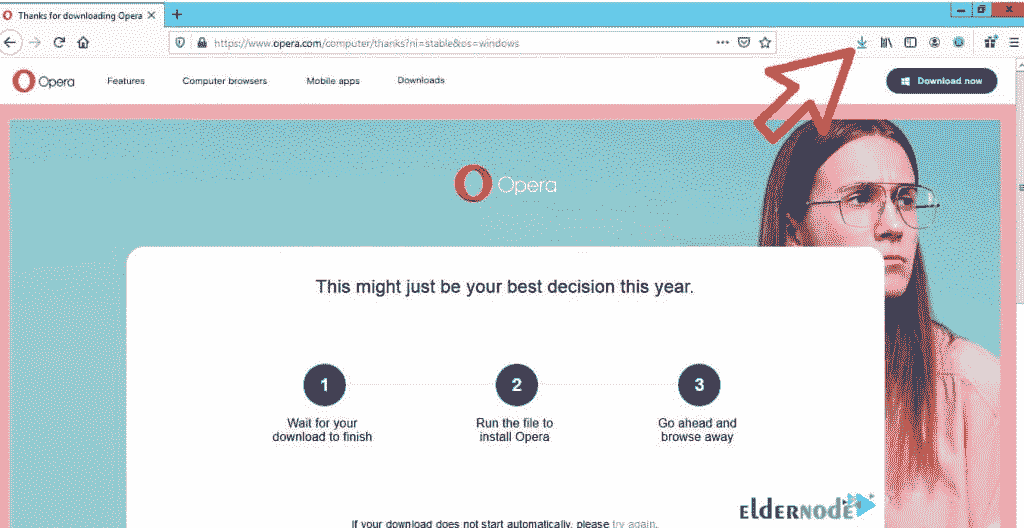 Thanks for downloading Opera
https://www.opera.com/computer/thanks?ni=stable&os=windows
Opera
Features
Computer browsers
Mobile apps
Downloads
Download now
Opera
This might just be your best decision this year.
1
2
3
Wait for your
download to finish
Run the file to
install Opera
Go ahead and
browse away
If your download does not start automatically, please try again.
eldernode